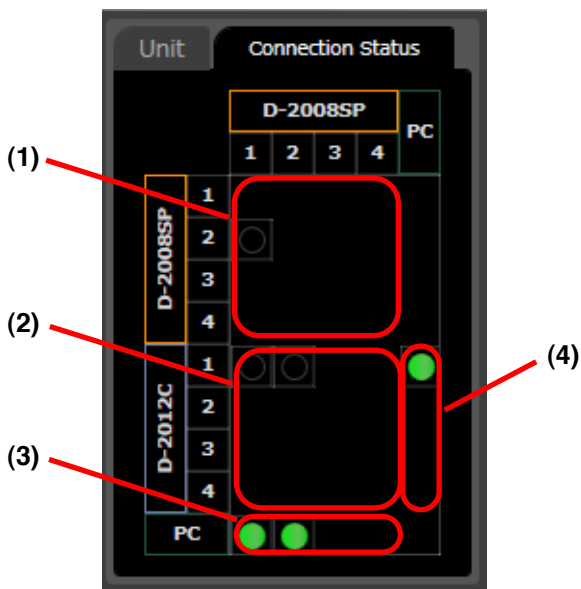 Unit Connection Status
D-2008SP
PC
1 2 3 4
(1)
D-2008SP
1
2
3
4
(2)
D-2012C
1
2
3
4
(3)
(4)
PC